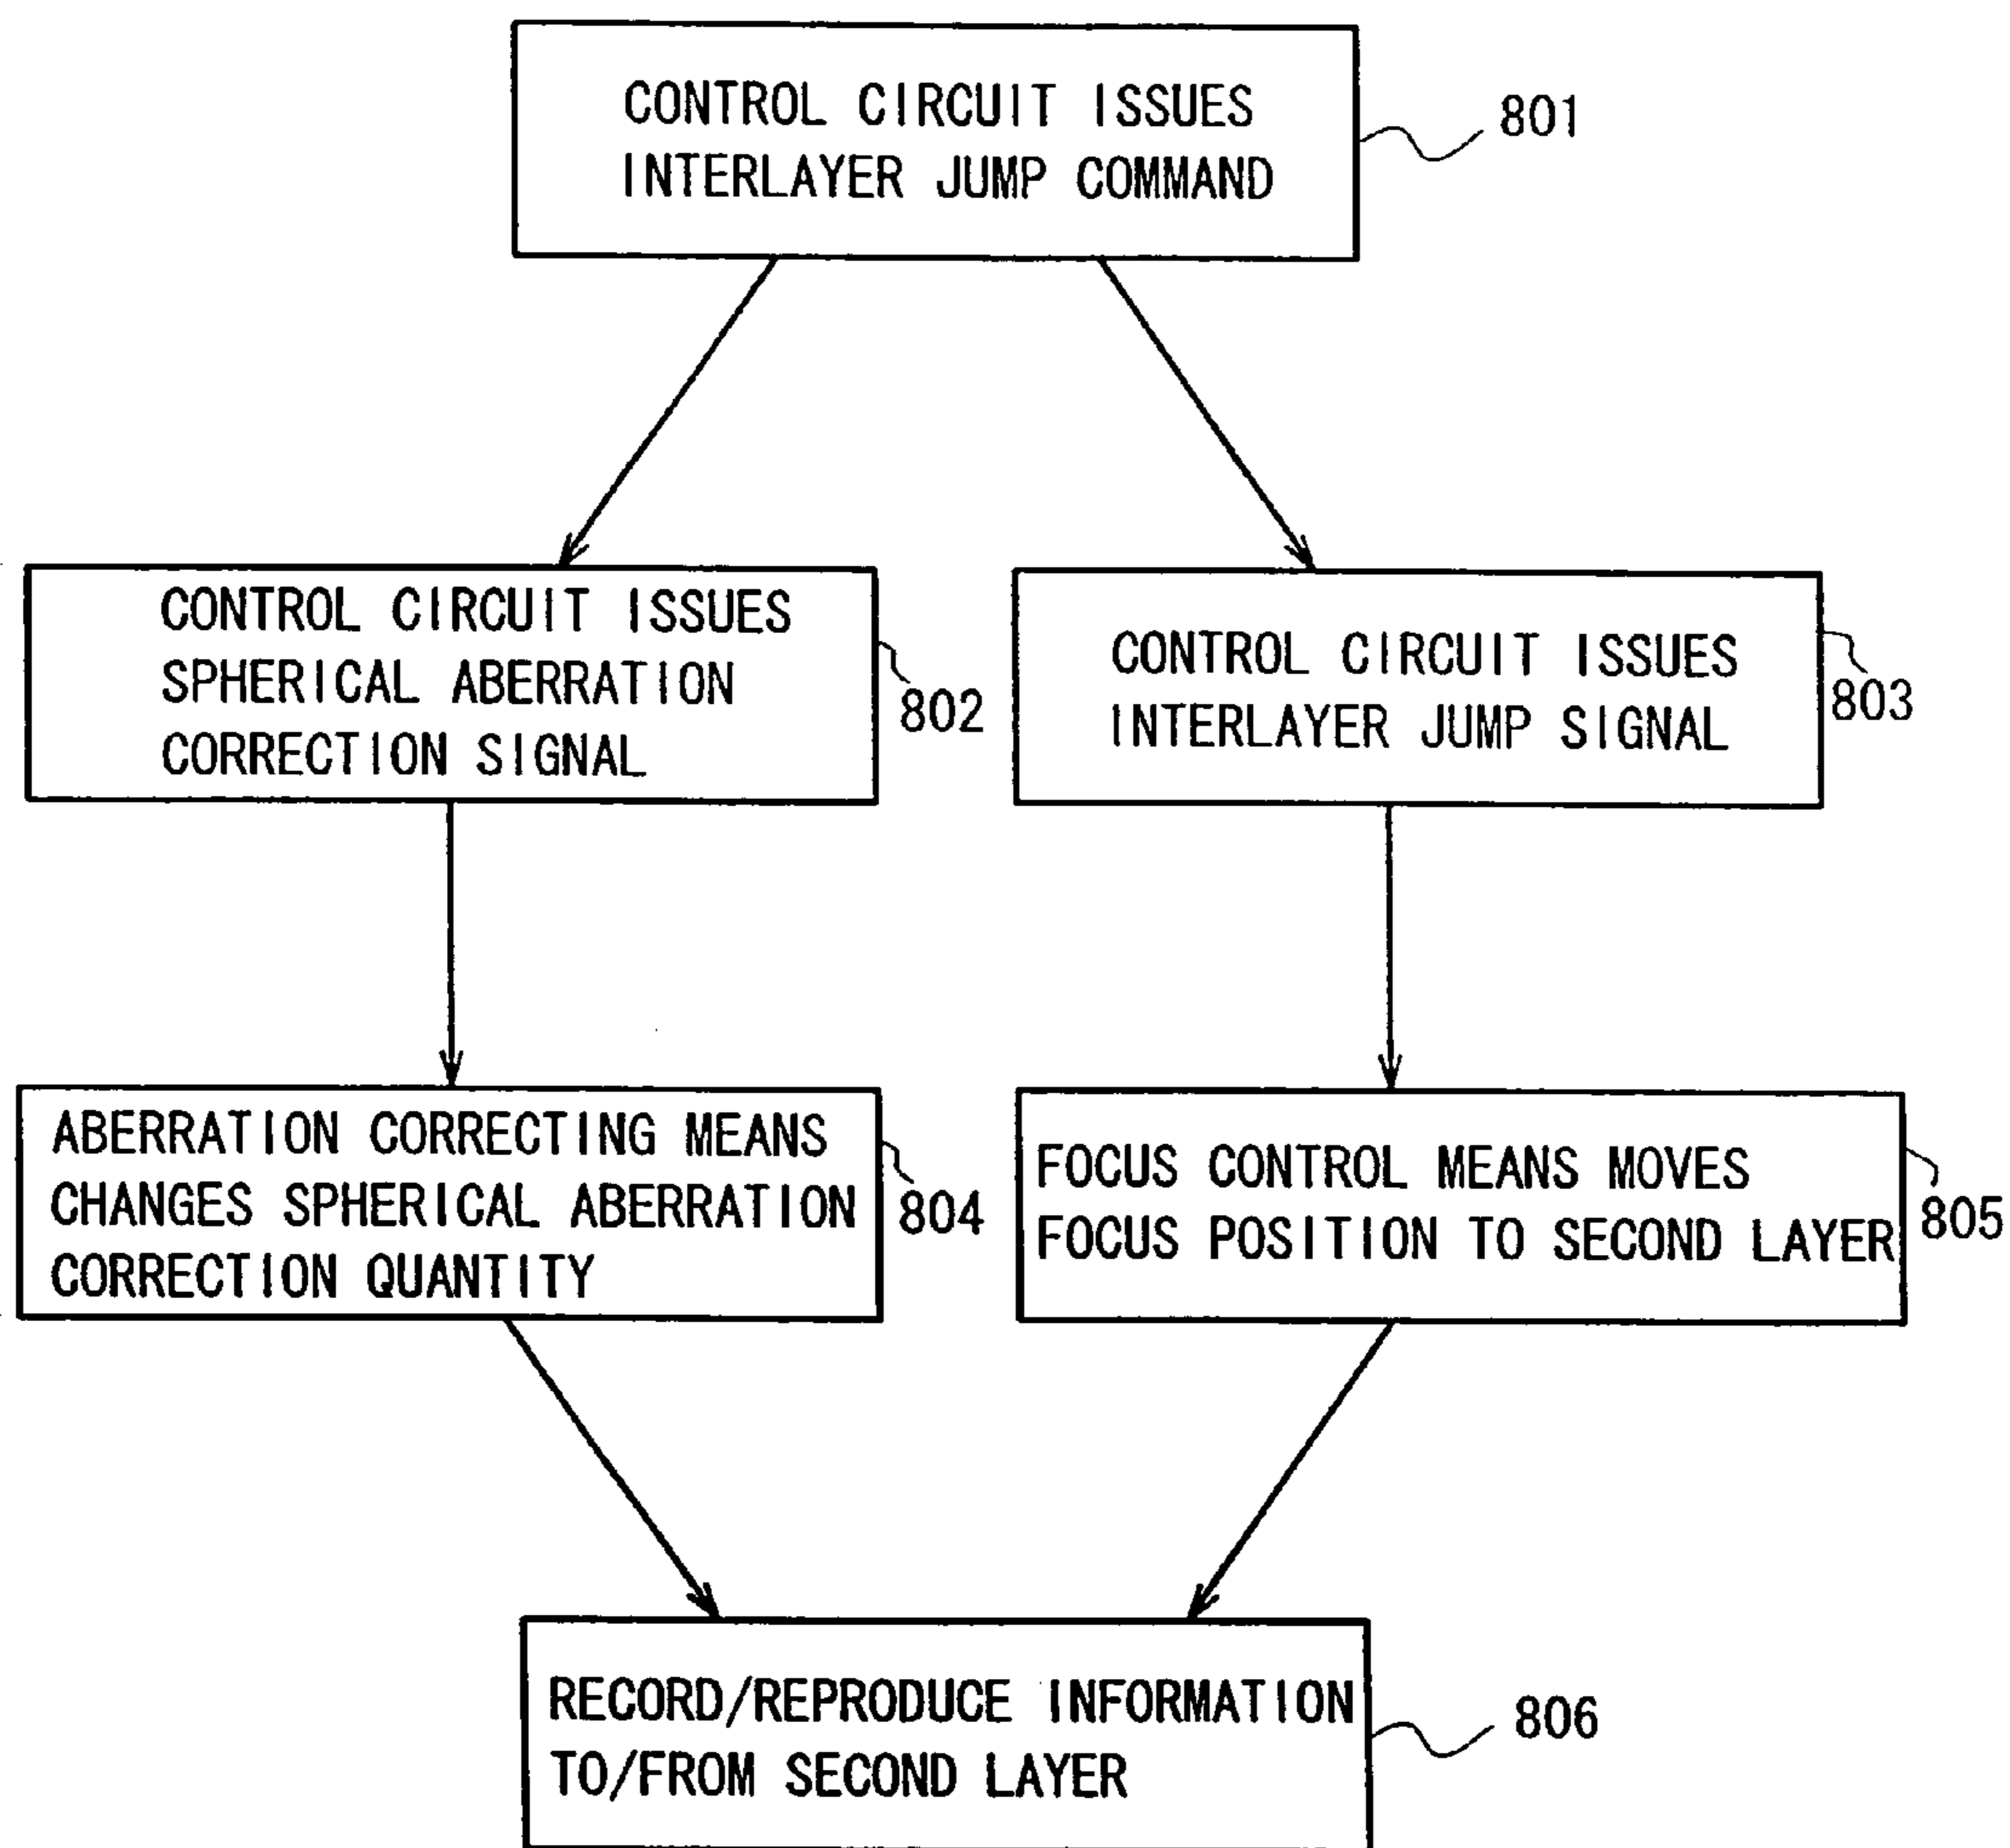 CONTROL CIRCUIT ISSUES
INTERLAYER JUMP COMMAND
801
CONTROL CIRCUIT ISSUES
SPHERICAL ABERRATION
CORRECTION SIGNAL
802
CONTROL CIRCUIT ISSUES
INTERLAYER JUMP SIGNAL
803
ABERRATION CORRECTING MEANS
CHANGES SPHERICAL ABERRATION
CORRECTION QUANTITY
804
FOCUS CONTROL MEANS MOVES
FOCUS POSITION TO SECOND LAYER
805
RECORD/REPRODUCE INFORMATION
TO/FROM SECOND LAYER
806